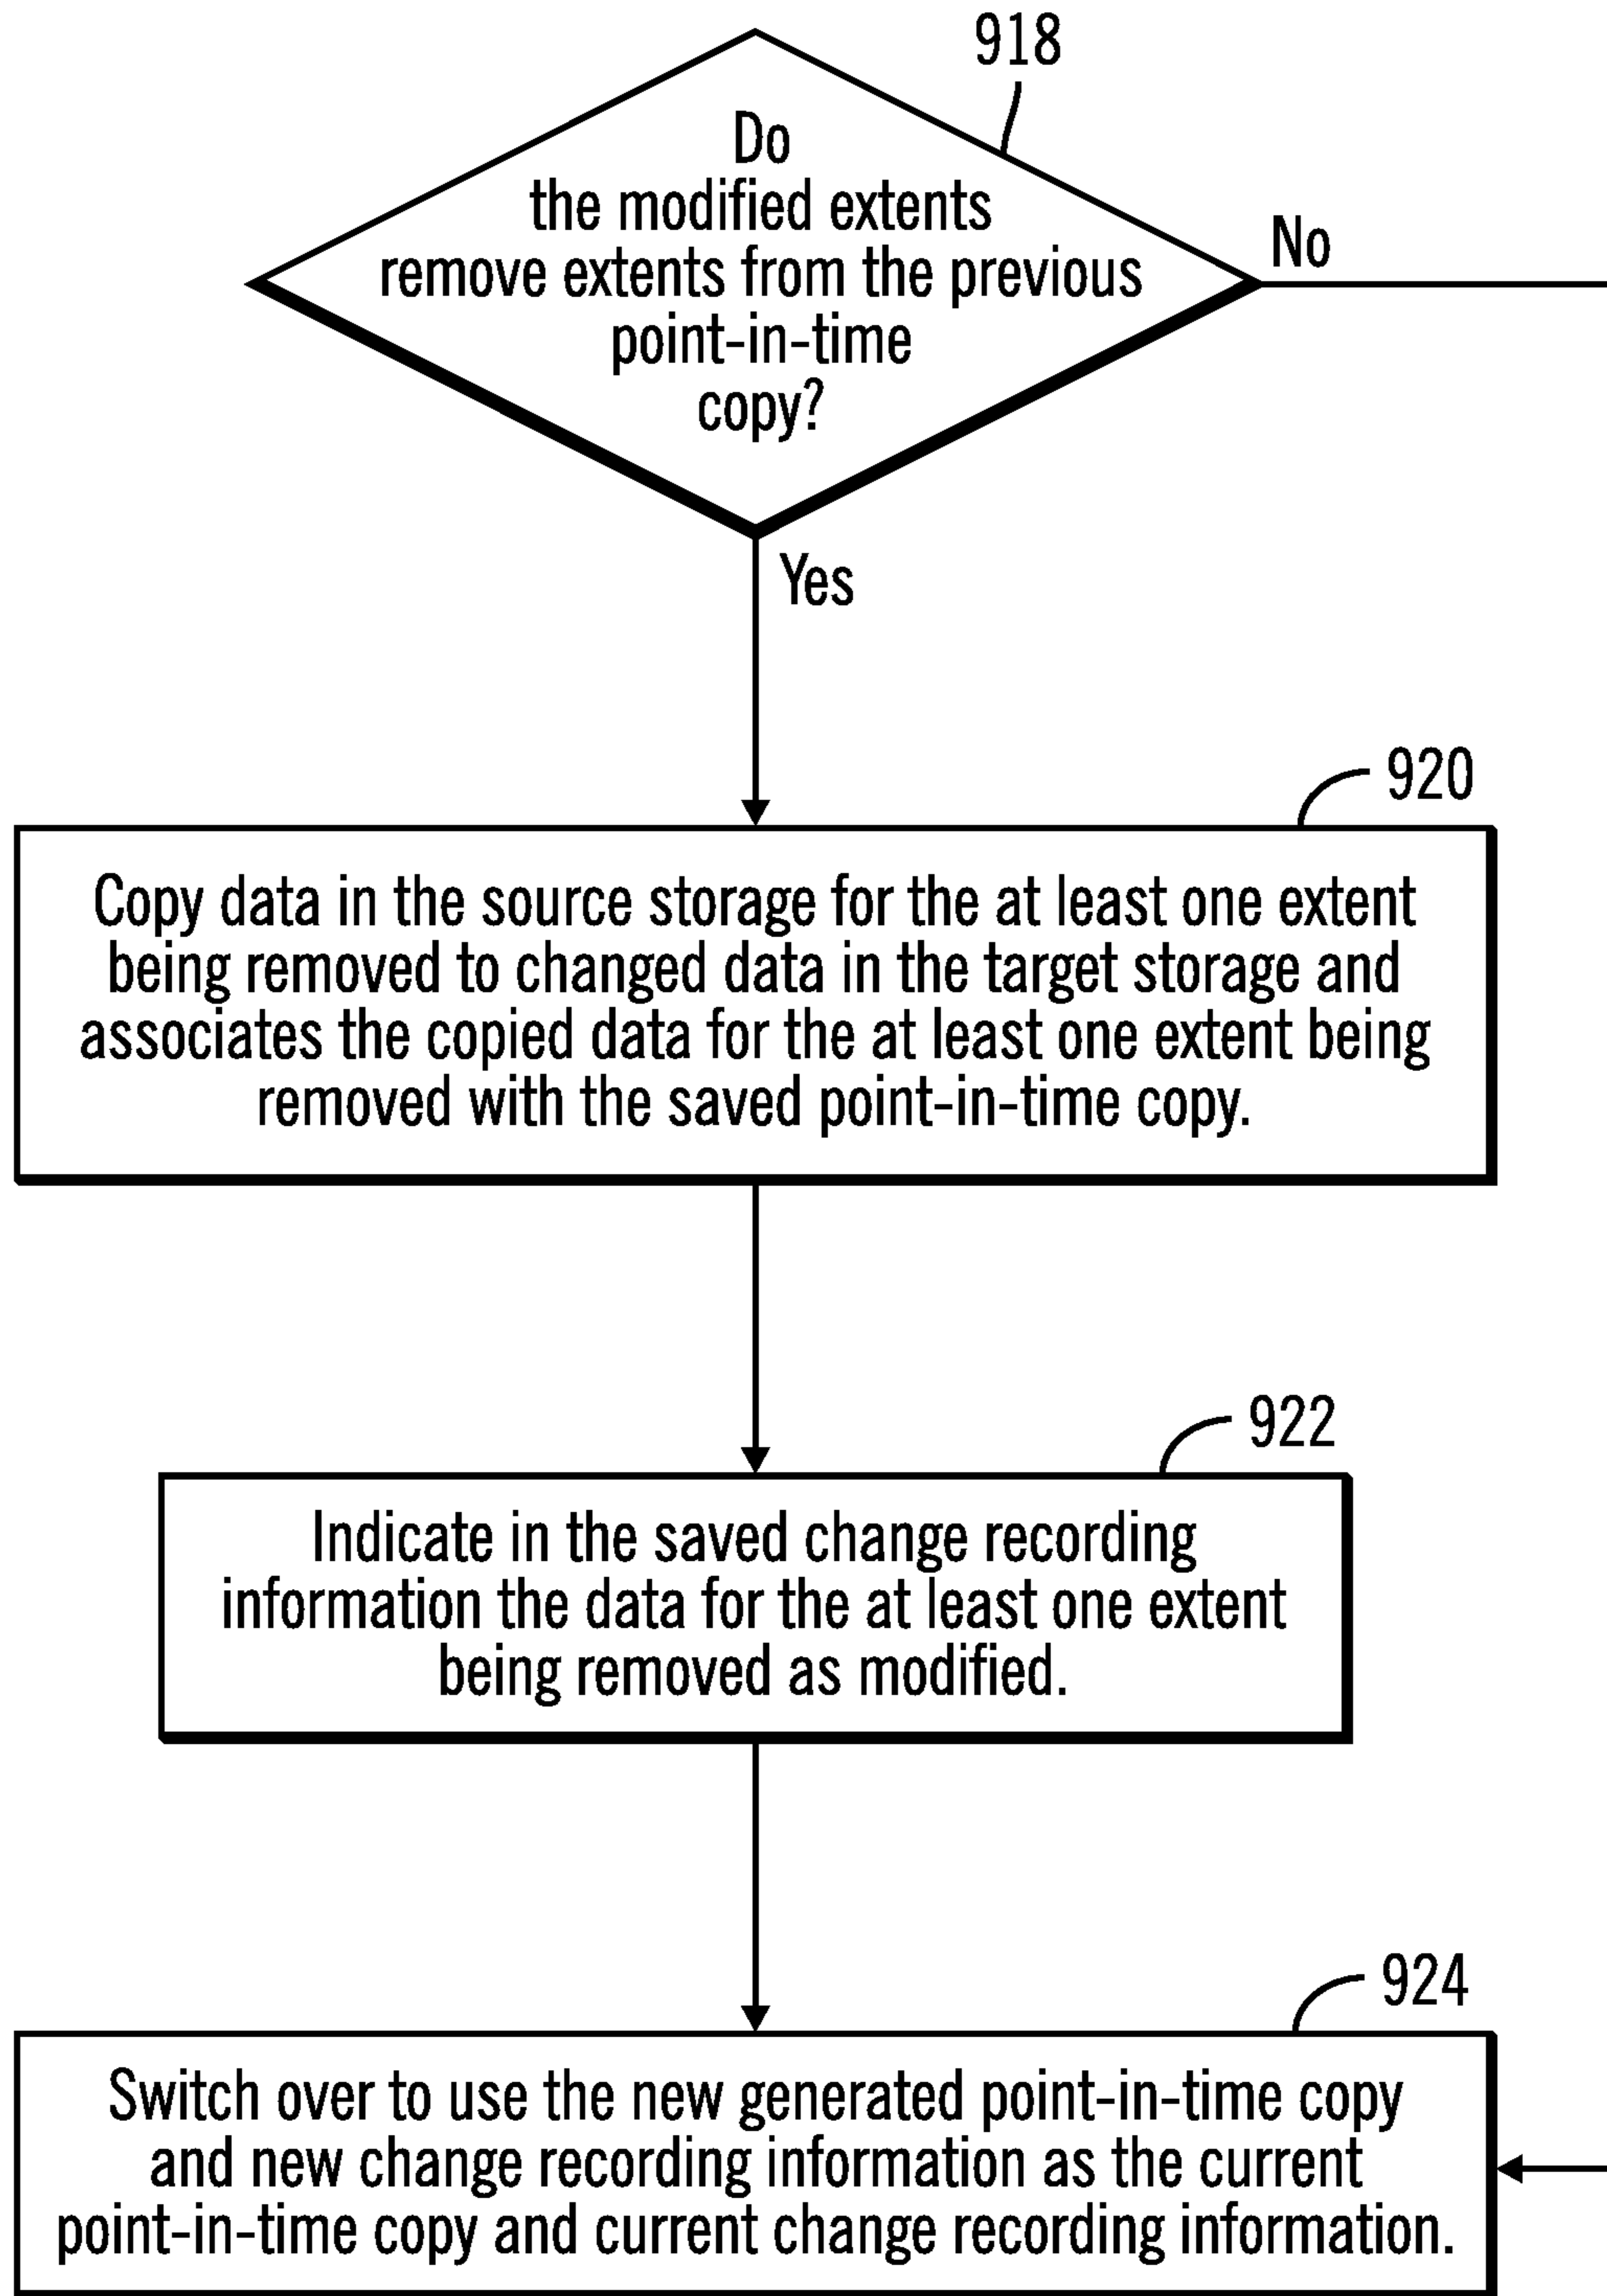 918
Do
the modified extents
remove extents from the previous
point-in-time
copy?
No
Yes
920
Copy data in the source storage for the at least one extent
being removed to changed data in the target storage and
associates the copied data for the at least one extent being
removed with the saved point-in-time copy.
922
Indicate in the saved change recording
information the data for the at least one extent
being removed as modified.
924
Switch over to use the new generated point-in-time copy
and new change recording information as the current
point-in-time copy and current change recording information.